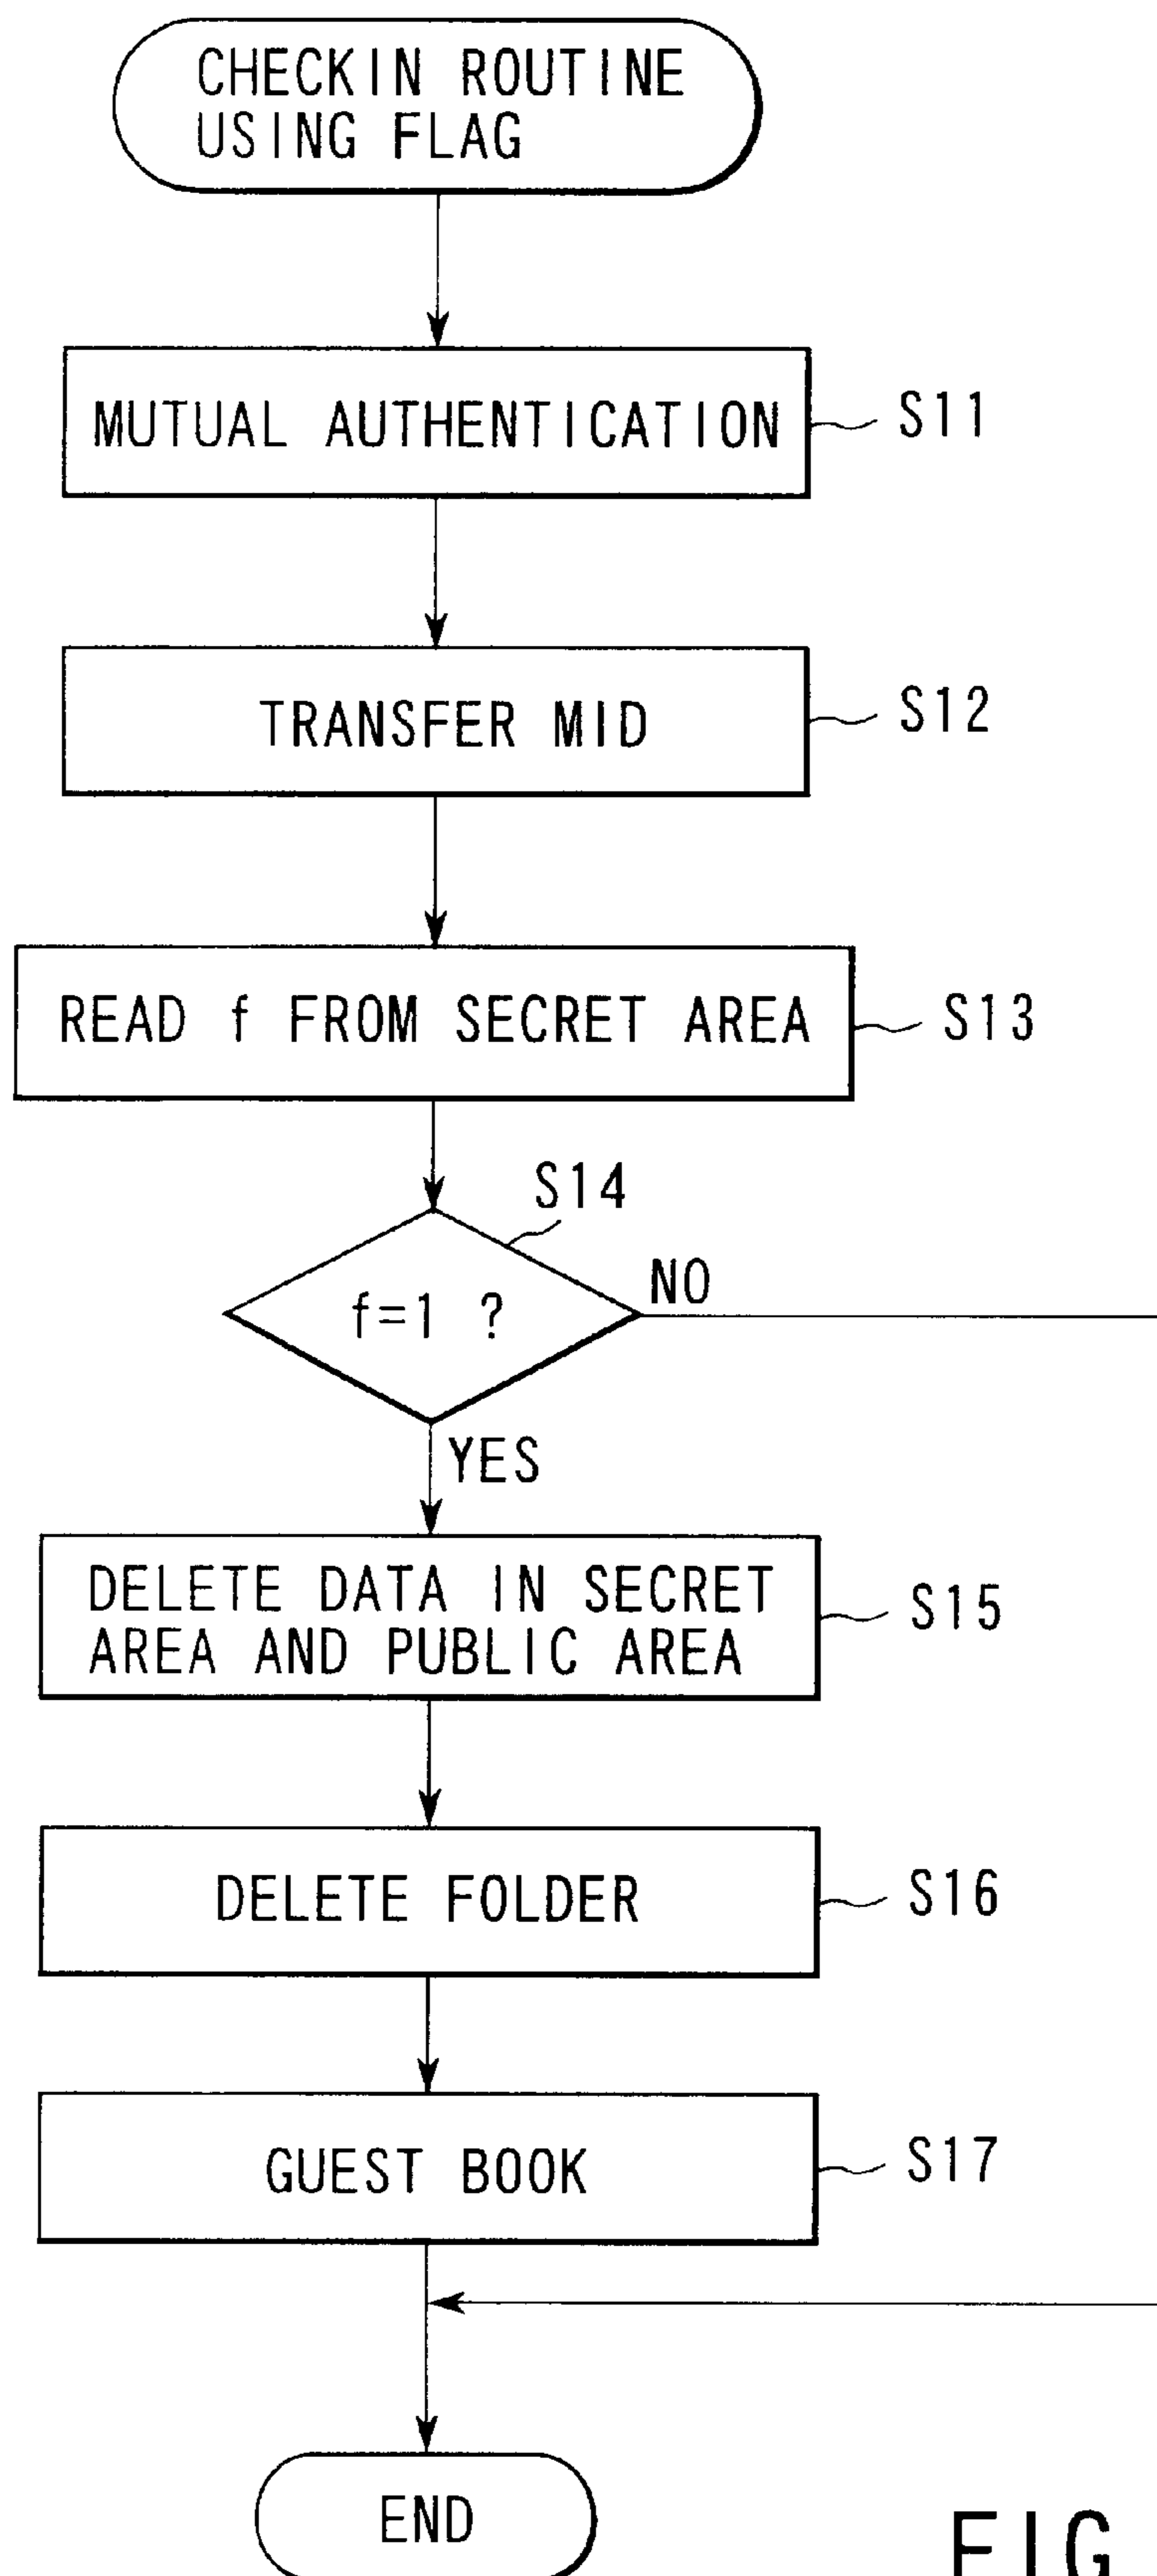 CHECKIN ROUTINE
USING FLAG
MUTUAL AUTHENTICATION
S11
TRANSFER MID
S12
READ f FROM SECRET AREA
S13
S14
f=1 ?
NO
YES
DELETE DATA IN SECRET
AREA AND PUBLIC AREA
S15
DELETE FOLDER
S16
GUEST BOOK
S17
END
FIG